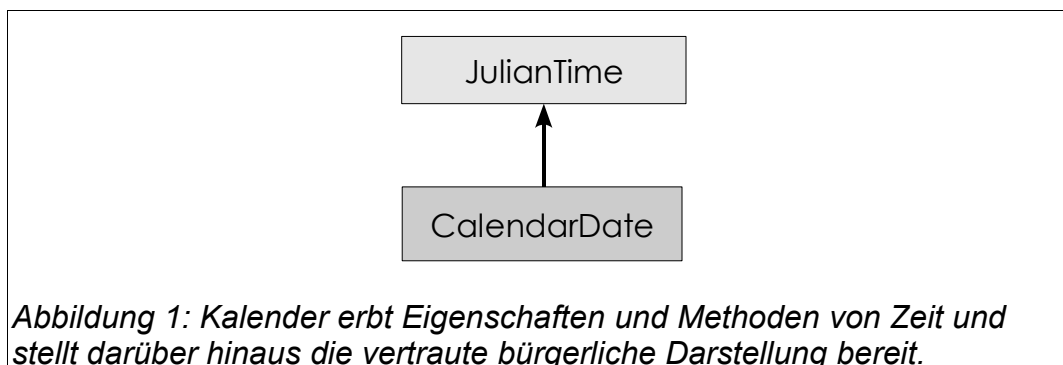 JulianTime
CalendarDate
Abbildung 1: Kalender erbt Eigenschaften und Methoden von Zeit und
stellt darüber hinaus die vertraute bürgerliche Darstellung bereit.